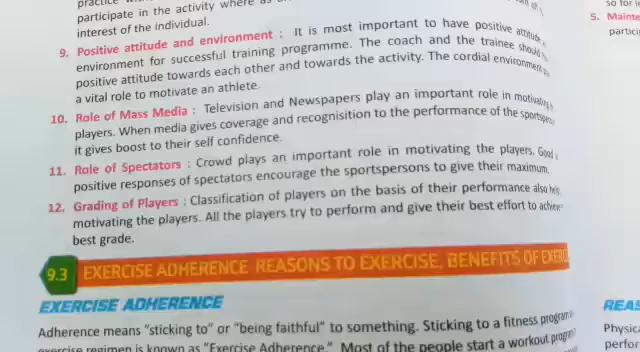 participate in the activity where as
interest of the individual.
9. Positive attitude and environment : It is most important to have positive attitude
environment for successful training programme. The coach and the trainee should
positive attitude towards each other and towards the activity. The cordial environment
a vital role to motivate an athlete.
10. Role of Mass Media : Television and Newspapers play an important role in motivating
players. When media gives coverage and recognisition to the performance of the
it gives boost to their self confidence.
11. Role of Spectators : Crowd plays an important role in motivating the players. Good
positive responses of spectators encourage the sportspersons to give their maximum.
12. Grading of Players : Classification of players on the basis of their performance also
motivating the players. All the players try to perform and give their best effort to
best grade.
9.3 EXERCISE ADHERENCE REASONS TO EXERCISE, BENEFITS OF
EXERCISE ADHERENCE
Adherence means "sticking to" or "being faithful" to something. Sticking to a fitness
exercise regimen is known as "Exercise Adherence." Most of the people start a workout
5.